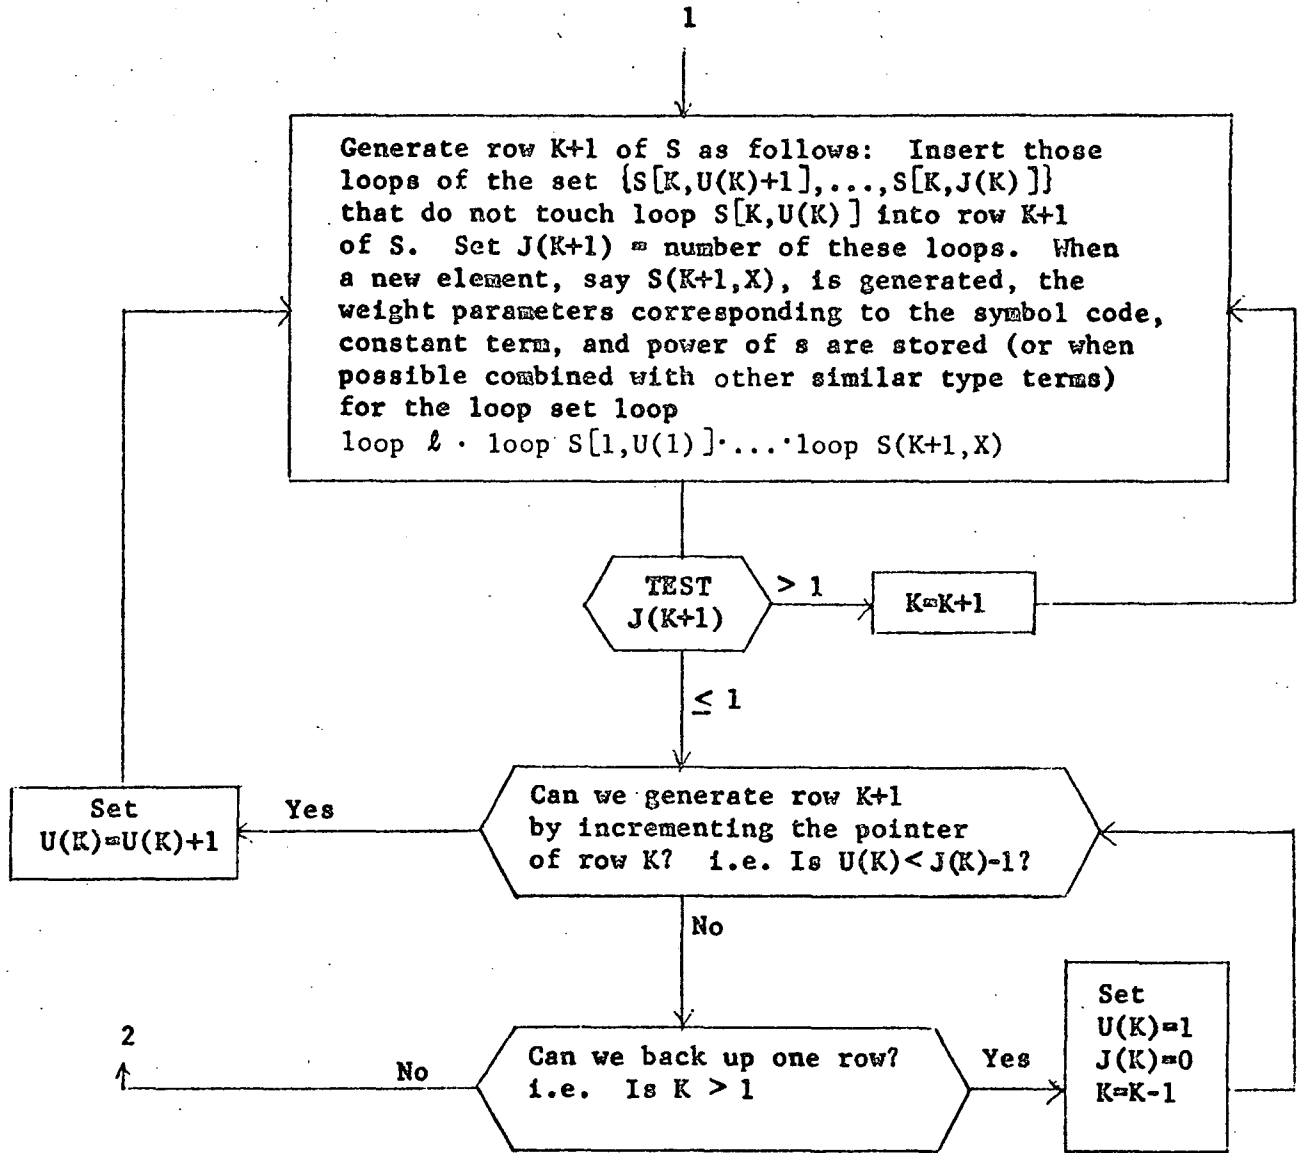 1
Generate row K+1 of S as follows: Insert those
loops of the set {S[K,U(K)+1],...,S[K,J(K)]}
that do not touch loop S[K,U(K)] into row K+1
of S. Set J(K+1) = number of these loops. When
a new element, say S(K+1,X), is generated, the
weight parameters corresponding to the symbol code,
constant term, and power of s are stored (or when
possible combined with other similar type terms)
for the loop set loop
loop ℓ · loop S[1,U(1)]·...·loop S(K+1,X)
TEST
J(K+1)
> 1
K=K+1
≤ 1
Can we generate row K+1
by incrementing the pointer
of row K? i.e. Is U(K)< J(K)-1?
Yes
Set
U(K)=U(K)+1
No
Can we back up one row?
i.e. Is K > 1
Yes
Set
U(K)=1
J(K)=0
K=K-1
No
2